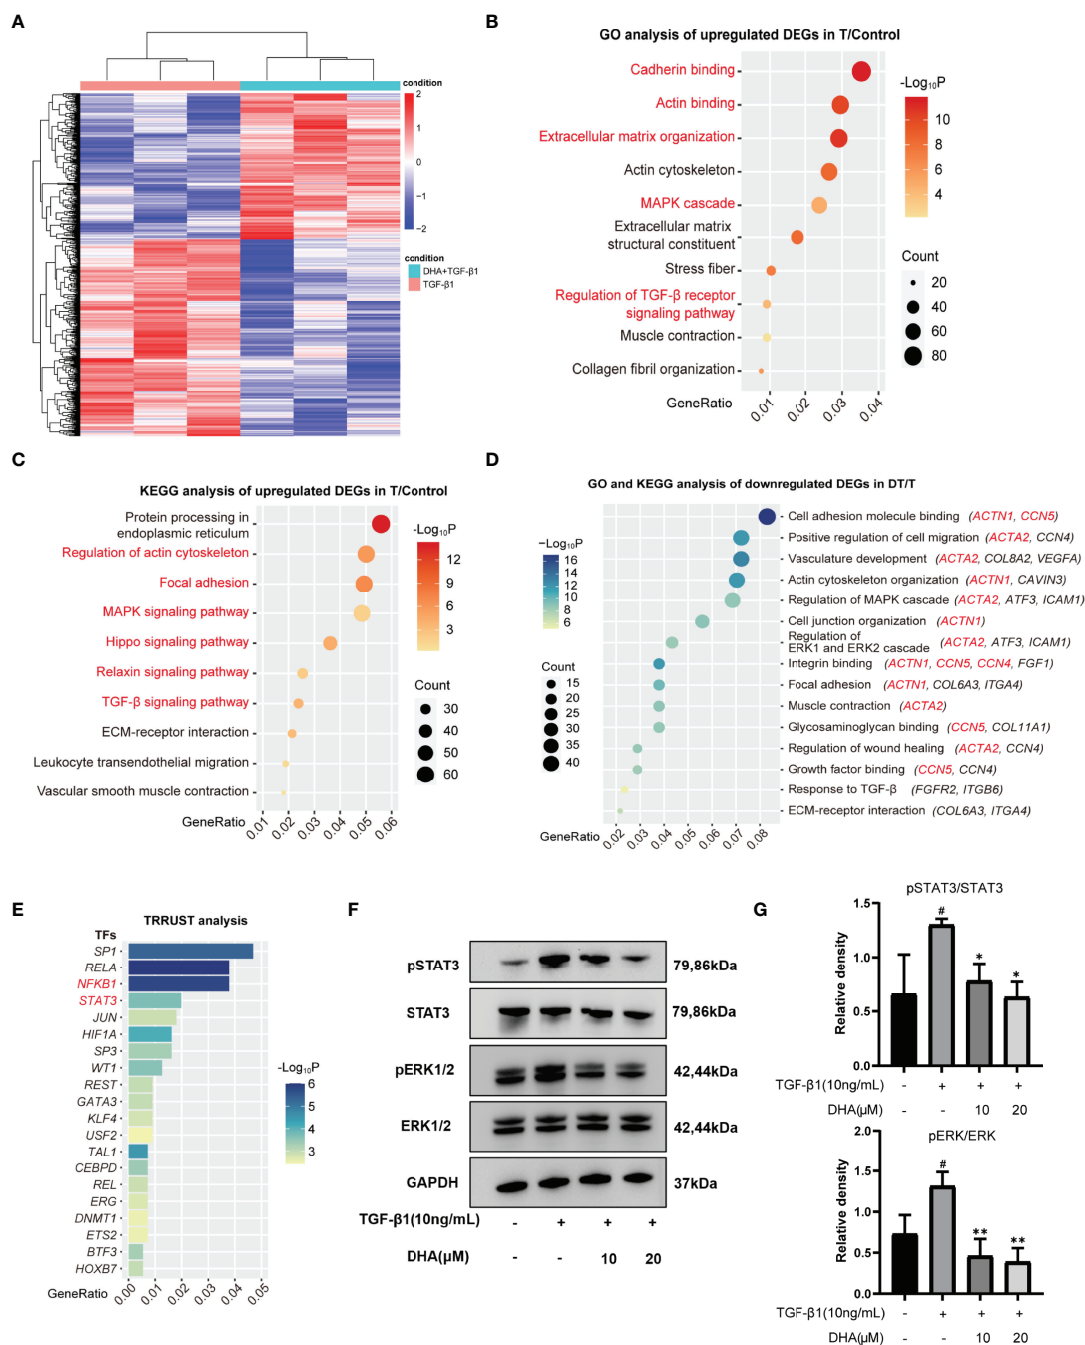 A
condition
2
1
0
−1
−2
condition
DHA+TGF-β1
TGF-β1
B
GO analysis of upregulated DEGs in T/Control
Cadherin binding
Actin binding
Extracellular matrix organization
Actin cytoskeleton
MAPK cascade
Extracellular matrix
structural constituent
Stress fiber
Regulation of TGF-β receptor
signaling pathway
Muscle contraction
Collagen fibril organization
GeneRatio
0.01
0.02
0.03
0.04
-Log10P
10
8
6
4
Count
20
40
60
80
C
KEGG analysis of upregulated DEGs in T/Control
Protein processing in
endoplasmic reticulum
Regulation of actin cytoskeleton
Focal adhesion
MAPK signaling pathway
Hippo signaling pathway
Relaxin signaling pathway
TGF-β signaling pathway
ECM-receptor interaction
Leukocyte transendothelial migration
Vascular smooth muscle contraction
GeneRatio
0.01
0.02
0.03
0.04
0.05
0.06
-Log10P
12
9
6
3
Count
30
40
50
60
D
GO and KEGG analysis of downregulated DEGs in DT/T
−Log10P
16
14
12
10
8
6
Count
15
20
25
30
35
40
Cell adhesion molecule binding (ACTN1, CCN5)
Positive regulation of cell migration (ACTA2, CCN4)
Vasculature development (ACTA2, COL8A2, VEGFA)
Actin cytoskeleton organization (ACTN1, CAVIN3)
Regulation of MAPK cascade (ACTA2, ATF3, ICAM1)
Cell junction organization (ACTN1)
Regulation of
ERK1 and ERK2 cascade (ACTA2, ATF3, ICAM1)
Integrin binding (ACTN1, CCN5, CCN4, FGF1)
Focal adhesion (ACTN1, COL6A3, ITGA4)
Muscle contraction (ACTA2)
Glycosaminoglycan binding (CCN5, COL11A1)
Regulation of wound healing (ACTA2, CCN4)
Growth factor binding (CCN5, CCN4)
Response to TGF-β (FGFR2, ITGB6)
ECM-receptor interaction (COL6A3, ITGA4)
GeneRatio
0.02
0.03
0.04
0.05
0.06
0.07
0.08
E
TRRUST analysis
TFs
SP1
RELA
NFKB1
STAT3
JUN
HIF1A
SP3
WT1
REST
GATA3
KLF4
USF2
TAL1
CEBPD
REL
ERG
DNMT1
ETS2
BTF3
HOXB7
GeneRatio
0.00
0.01
0.02
0.03
0.04
0.05
-Log10P
6
5
4
3
F
pSTAT3 79,86kDa
STAT3 79,86kDa
pERK1/2 42,44kDa
ERK1/2 42,44kDa
GAPDH 37kDa
TGF-β1(10ng/mL) - + + +
DHA(μM) - - 10 20
G
pSTAT3/STAT3
Relative density
1.5
1.0
0.5
0.0
#
*
*
TGF-β1(10ng/mL) - + + +
DHA(μM) - - 10 20
pERK/ERK
Relative density
2.0
1.5
1.0
0.5
0.0
#
**
**
TGF-β1(10ng/mL) - + + +
DHA(μM) - - 10 20